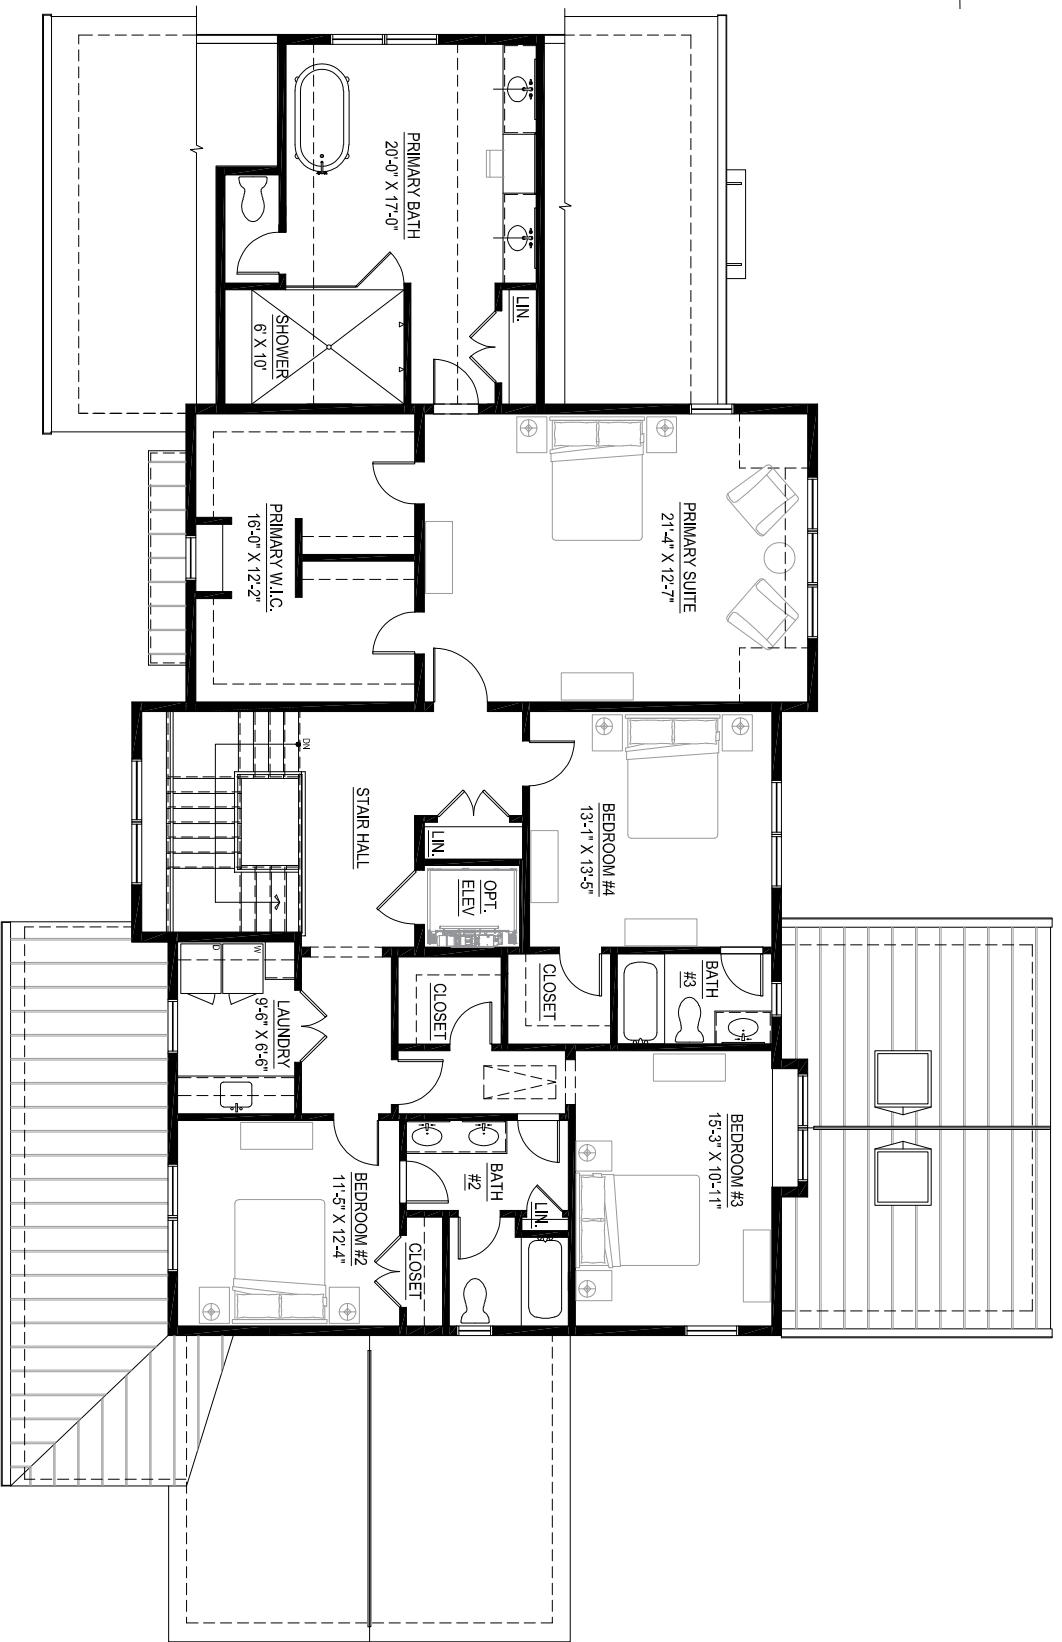 PRIMARY BATH
20'-0" X 17'-0"
LIN.
SHOWER
6' X 10'
PRIMARY SUITE
21'-4" X 12'-7"
PRIMARY W.I.C.
16'-0" X 12'-2"
BEDROOM #4
13'-1" X 13'-5"
STAIR HALL
DN
LIN.
OPT.
ELEV
BATH
#3
CLOSET
CLOSET
W
D
LAUNDRY
9'-6" X 6'-6"
BEDROOM #3
15'-3" X 10'-11"
BATH
#2
LIN.
BEDROOM #2
11'-5" X 12'-4"
CLOSET